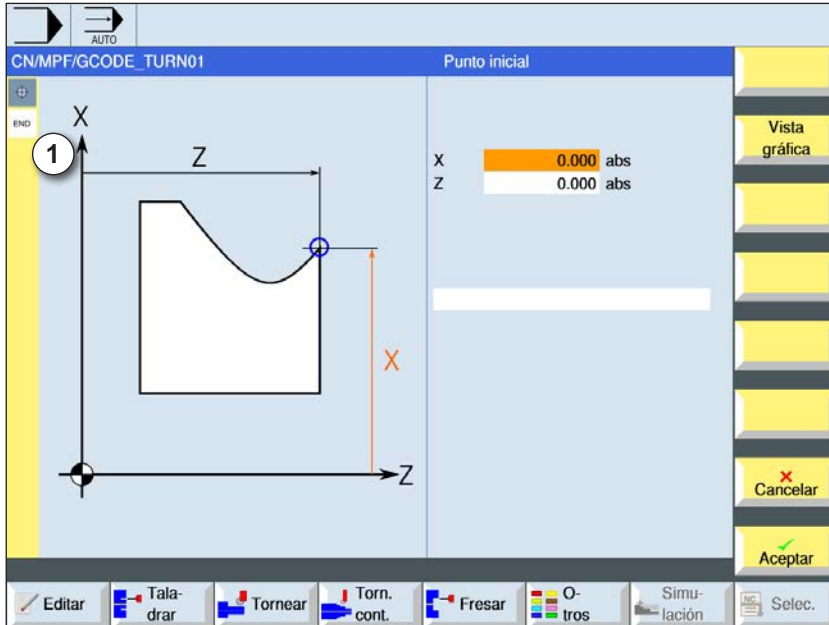 AUTO
CN/MPF/GCODE_TURN01
Punto inicial
END
1
X
Z
X
Z
X 0.000 abs
Z 0.000 abs
Vista
gráfica
Cancelar
Aceptar
Editar
Tala-
drar
Tornear
Torn.
cont.
Fresar
O-
tros
Simu-
lación
NC
Selec.